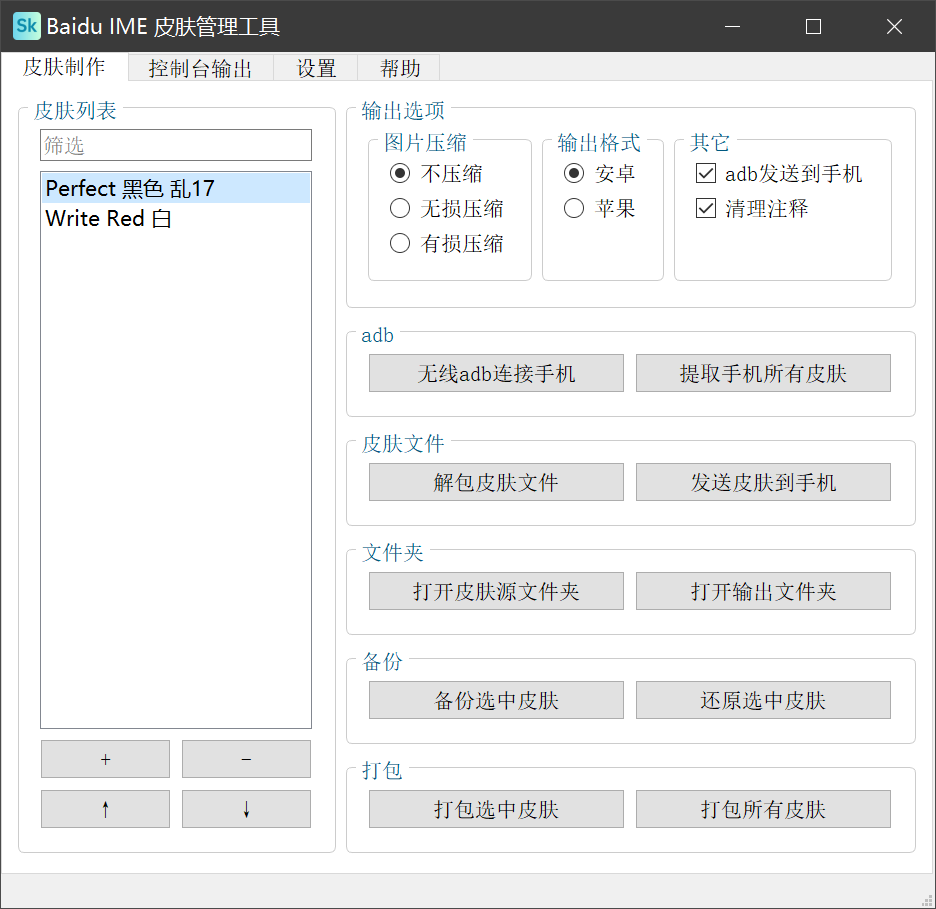 Sk Baidu IME 皮肤管理工具
皮肤制作 控制台输出 设置 帮助
皮肤列表
筛选
Perfect 黑色 乱17
Write Red 白
+ −
↑ ↓
输出选项
图片压缩
不压缩
无损压缩
有损压缩
输出格式
安卓
苹果
其它
adb发送到手机
清理注释
adb
无线adb连接手机 提取手机所有皮肤
皮肤文件
解包皮肤文件 发送皮肤到手机
文件夹
打开皮肤源文件夹 打开输出文件夹
备份
备份选中皮肤 还原选中皮肤
打包
打包选中皮肤 打包所有皮肤